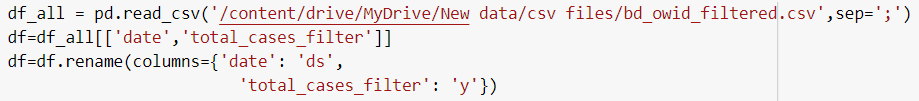 df_all = pd.read_csv('/content/drive/MyDrive/New data/csv files/bd_owid_filtered.csv',sep=';')
df=df_all[['date','total_cases_filter']]
df=df.rename(columns={'date': 'ds',
                      'total_cases_filter': 'y'})